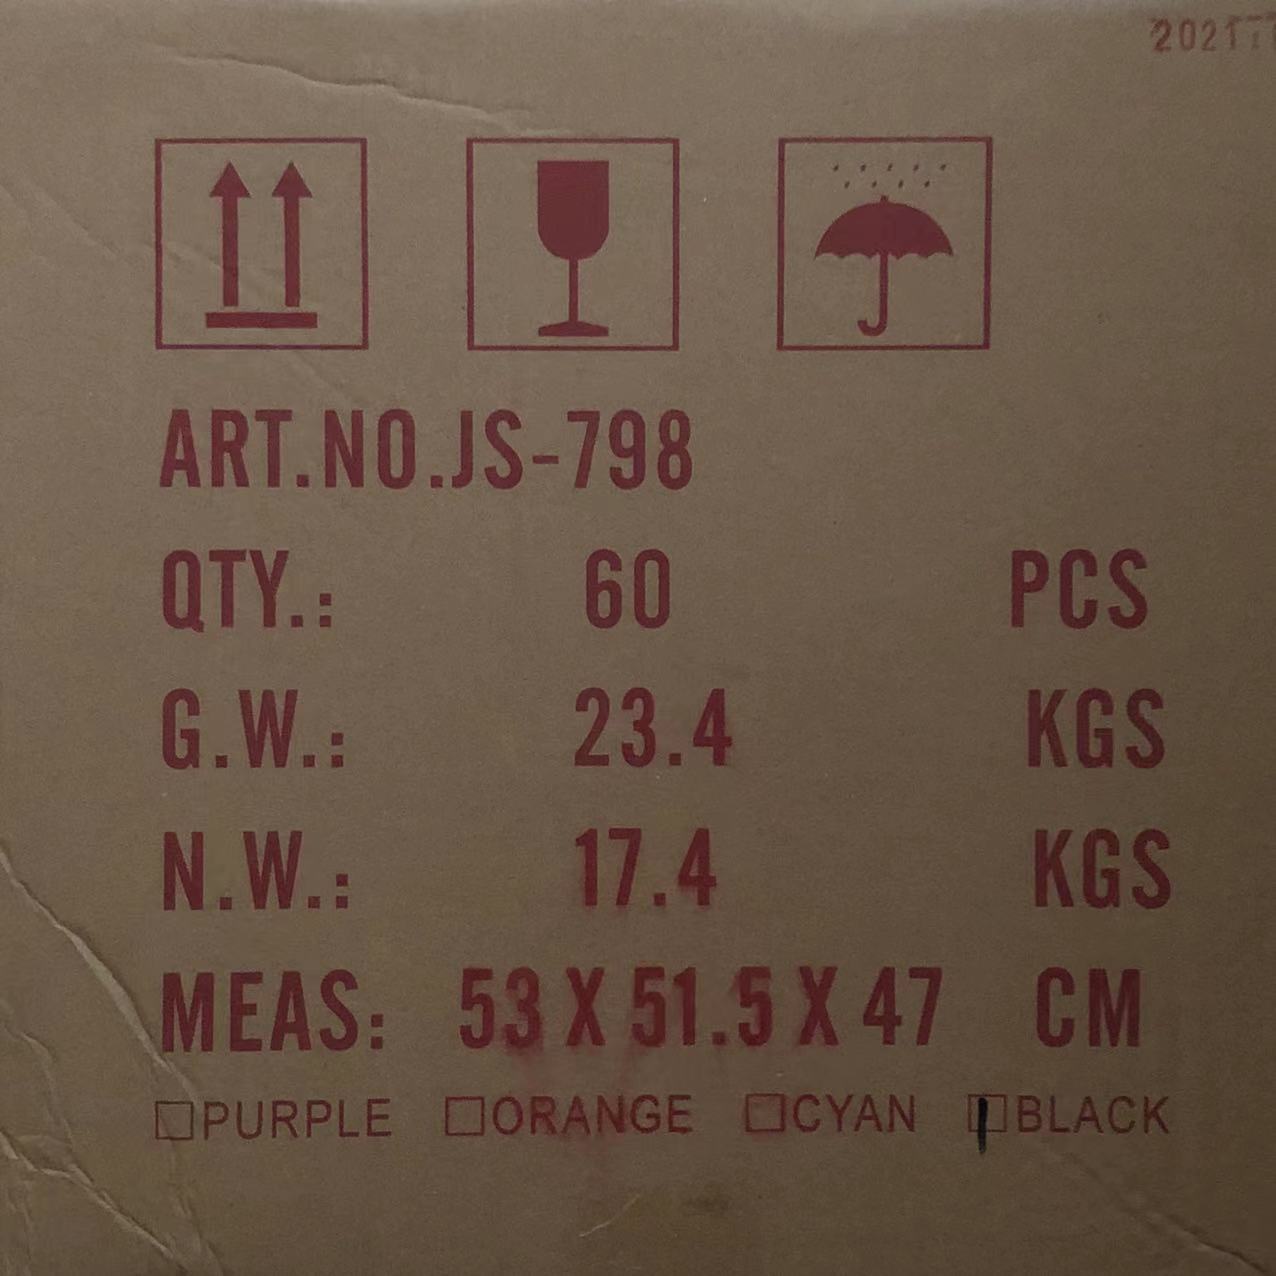 ART.NO.JS-798
QTY.: 60 PCS
G.W.: 23.4 KGS
N.W.: 17.4 KGS
MEAS: 53 X 51.5 X 47 CM
□PURPLE □ORANGE □CYAN □BLACK